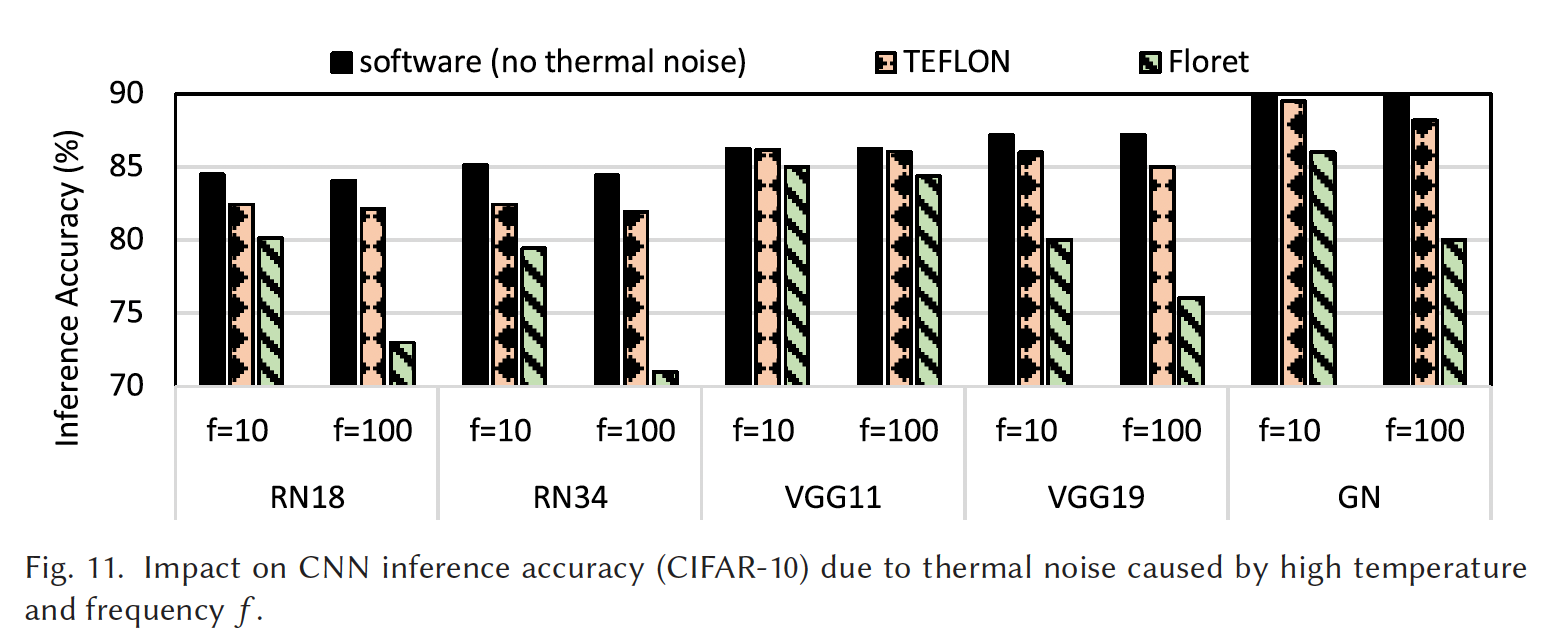 software (no thermal noise) TEFLON Floret
90
85
80
75
70
Inference Accuracy (%)
f=10 f=100 f=10 f=100 f=10 f=100 f=10 f=100 f=10 f=100
RN18 RN34 VGG11 VGG19 GN
Fig. 11. Impact on CNN inference accuracy (CIFAR-10) due to thermal noise caused by high temperature
and frequency f.